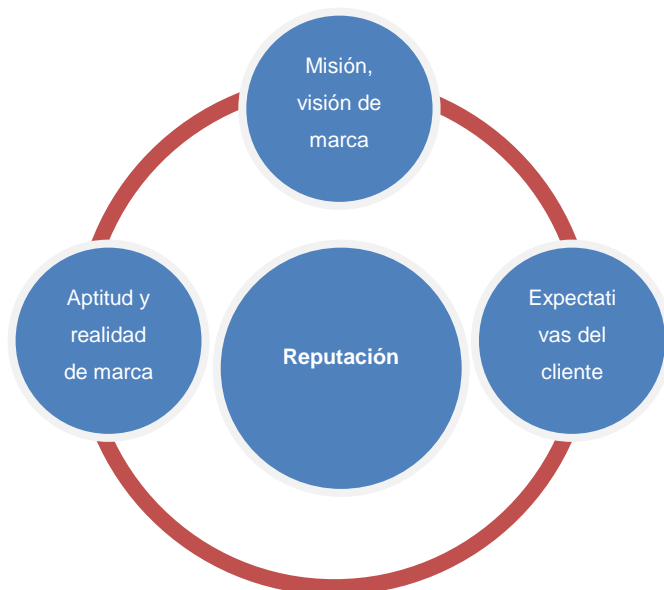 Misión,
visión de
marca
Aptitud y
realidad
de marca
Reputación
Expectati
vas del
cliente